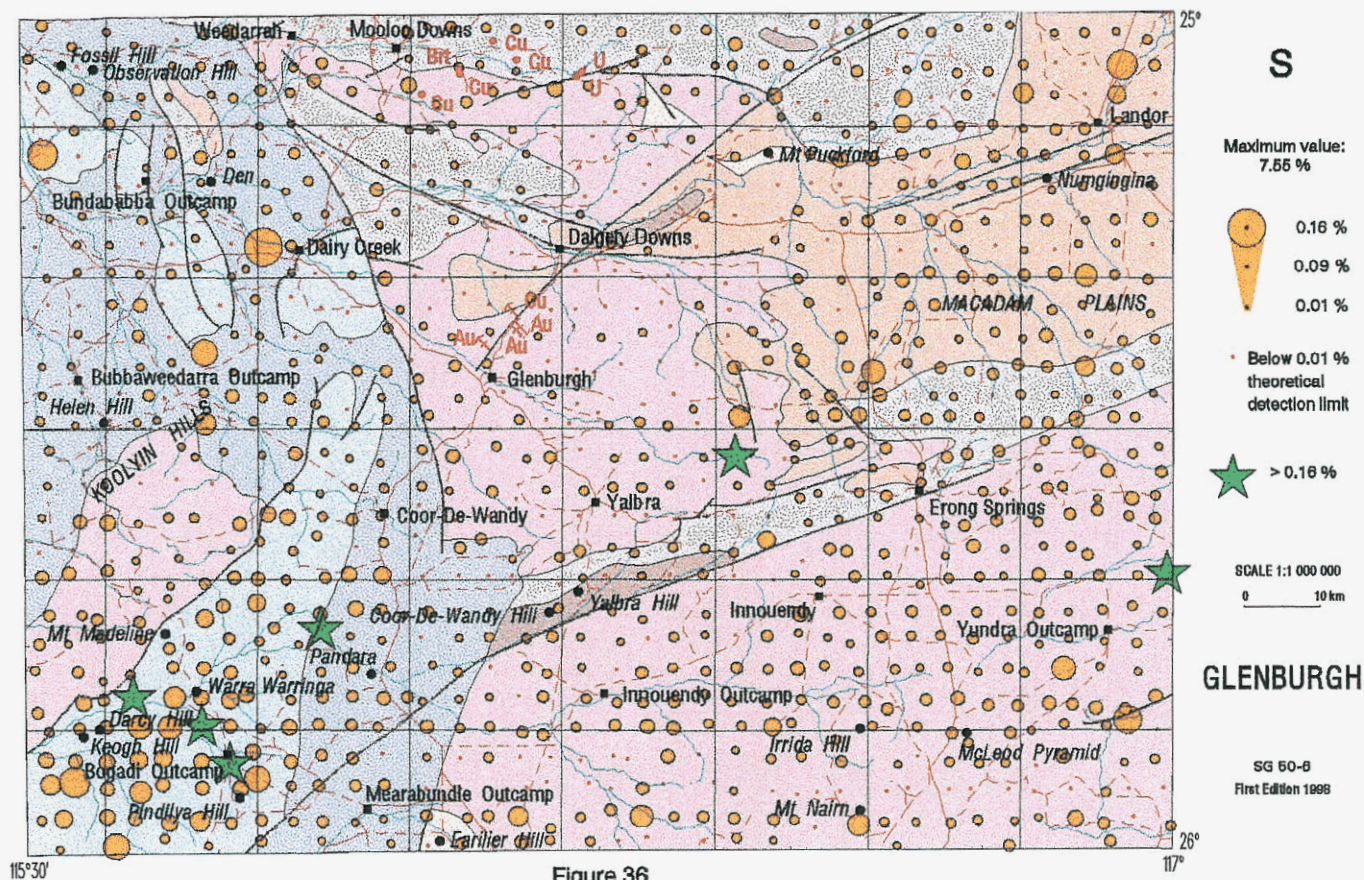 25°
Weedarrah
Mooloo Downs
Cu
Cu
U
Brt
Cu
U
Cu
Fossil Hill
Observation Hill
Landor
Mt Puckford
Den
Numgingina
Bundababba Outcamp
Dairy Creek
Dalgety Downs
MACADAM PLAINS
Cu
Au
Au
Au
Bubbaweedarra Outcamp
Glenburgh
Helen Hill
KOOLYIN HILLS
Coor-De-Wandy
Yalbra
Erong Springs
Coor-De-Wandy Hill
Yalbra Hill
Innouendy
Mt Madeline
Pandara
Yundra Outcamp
Warra Warringa
Innouendy Outcamp
Darcy Hill
Keogh Hill
Irrida Hill
McLeod Pyramid
Bogadi Outcamp
Pindilya Hill
Mearabundie Outcamp
Mt Nairn
Earilier Hill
26°
115°30'
117°
Figure 36
S
Maximum value:
7.55 %
0.16 %
0.09 %
0.01 %
Below 0.01 %
theoretical
detection limit
> 0.16 %
SCALE 1:1 000 000
0 10 km
GLENBURGH
SG 50-6
First Edition 1998